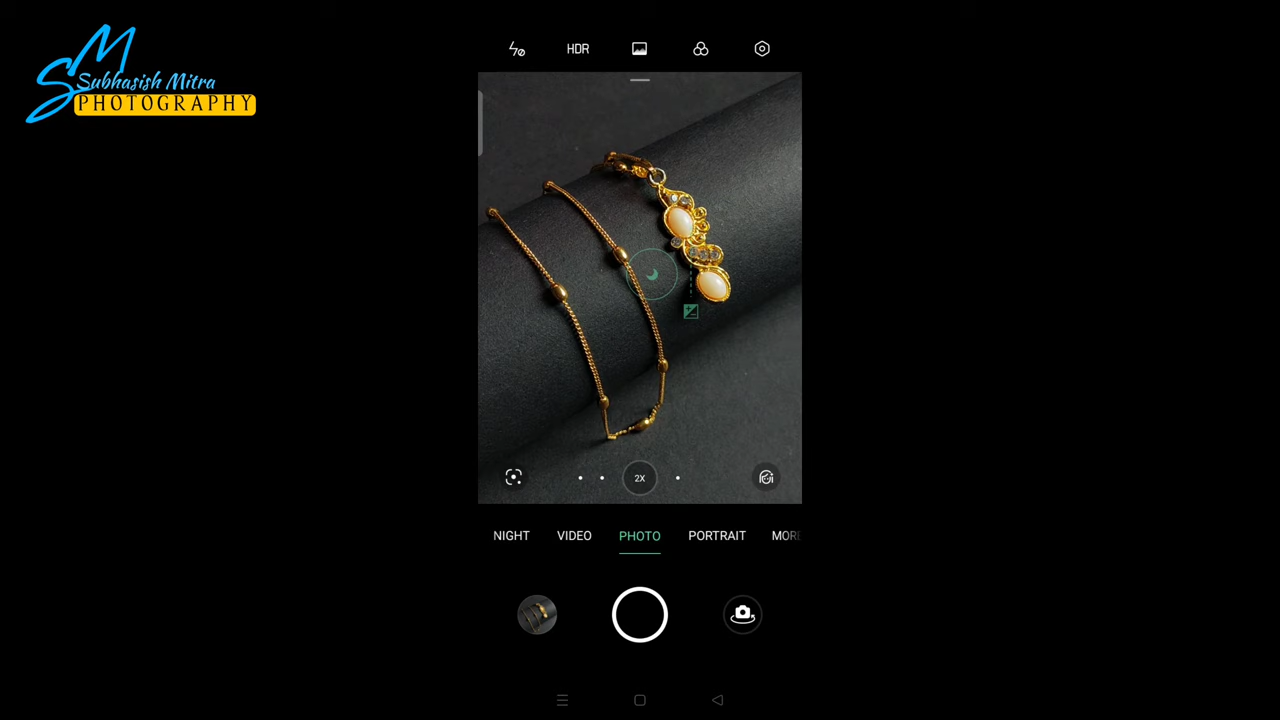 Subhasish Mitra
PHOTOGRAPHY
HDR
2X
NIGHT
VIDEO
PHOTO
PORTRAIT
MORE